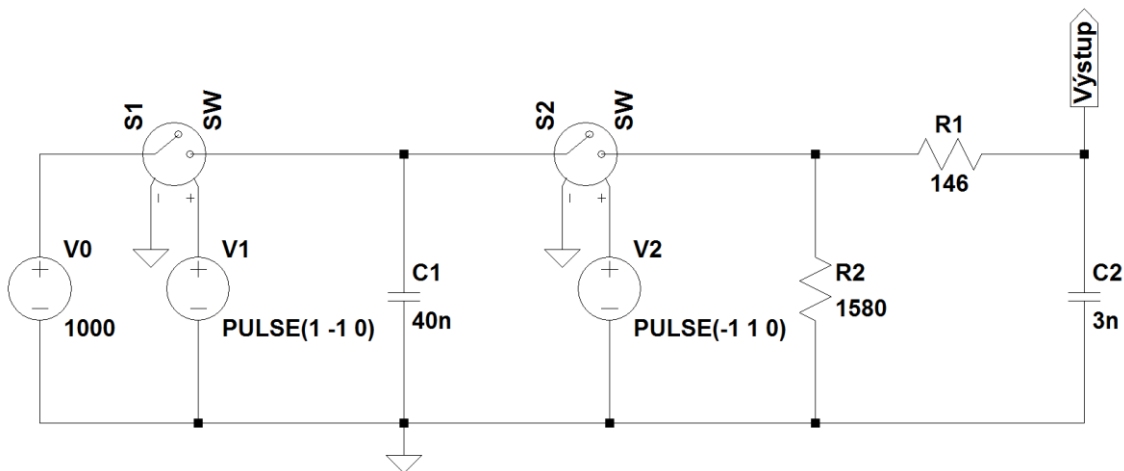 Výstup
S1
SW
S2
SW
R1
146
V0
1000
V1
PULSE(1 -1 0)
C1
40n
V2
PULSE(-1 1 0)
R2
1580
C2
3n